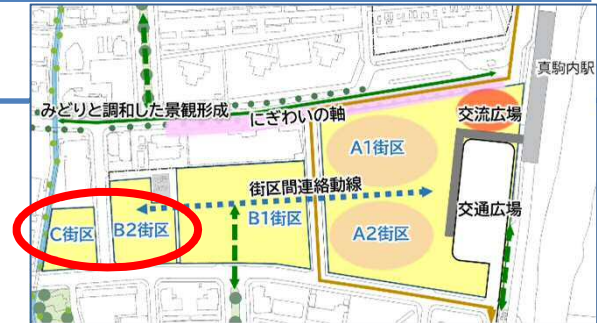 真駒内駅
みどりと調和した景観形成
にぎわいの軸
交流広場
A1街区
街区間連絡動線
交通広場
C街区
B2街区
B1街区
A2街区